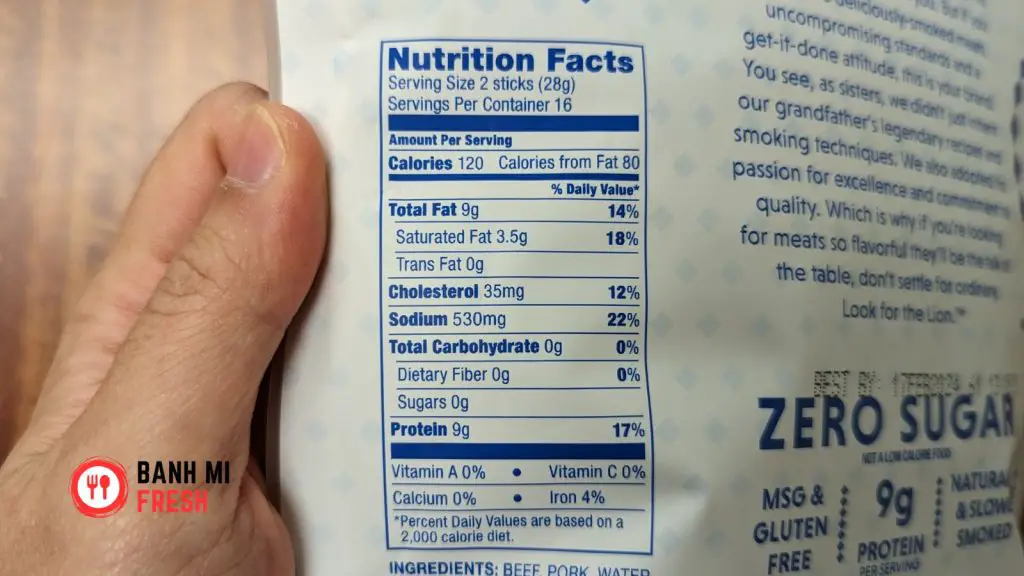 Nutrition Facts
Serving Size 2 sticks (28g)
Servings Per Container 16
Amount Per Serving
Calories 120 Calories from Fat 80
% Daily Value*
Total Fat 9g 14%
Saturated Fat 3.5g 18%
Trans Fat 0g
Cholesterol 35mg 12%
Sodium 530mg 22%
Total Carbohydrate 0g 0%
Dietary Fiber 0g 0%
Sugars 0g
Protein 9g 17%
Vitamin A 0% • Vitamin C 0%
Calcium 0% • Iron 4%
*Percent Daily Values are based on a
2,000 calorie diet.
INGREDIENTS: BEEF, PORK, WATER
deliciously-smoked meats,
uncompromising standards and a
get-it-done attitude, this is your brand.
You see, as sisters, we didn't just inherit
our grandfather's legendary recipes and
smoking techniques. We also adopted his
passion for excellence and commitment to
quality. Which is why if you're looking
for meats so flavorful they'll be the talk of
the table, don't settle for ordinary.
Look for the Lion.™
BEST BY:
ZERO SUGAR
NOT A LOW CALORIE FOOD
MSG &
GLUTEN
FREE
9g
PROTEIN
PER SERVING
NATURAL
& SLOW
SMOKED
BANH MI
FRESH